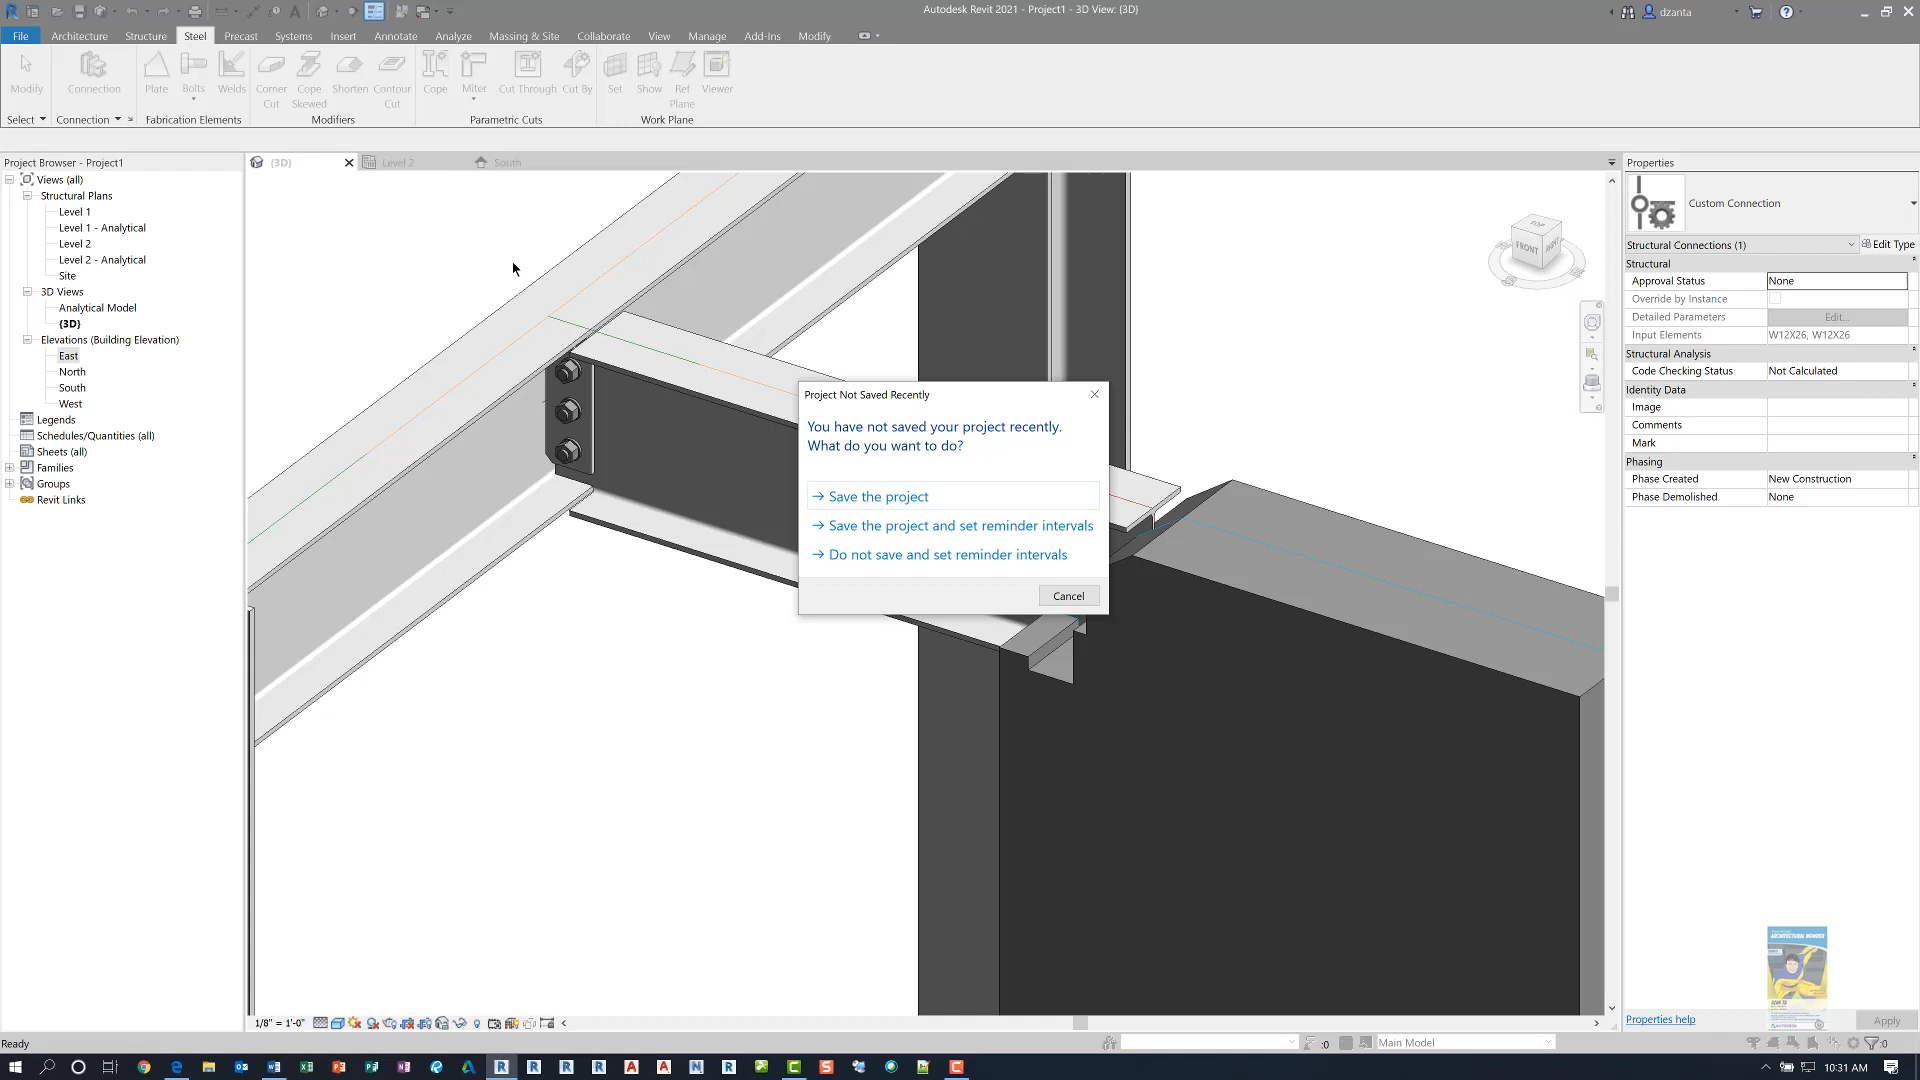 Autodesk Revit 2021 - Project1 - 3D View: {3D}
dzanta
File Architecture Structure Steel Precast Systems Insert Annotate Analyze Massing & Site Collaborate View Manage Add-Ins Modify
Modify
Connection
Plate
Bolts
Welds
Corner Cut
Cope Skewed
Shorten
Contour Cut
Cope
Miter
Cut Through
Cut By
Set
Show
Ref Plane
Viewer
Select
Connection
Fabrication Elements
Modifiers
Parametric Cuts
Work Plane
Project Browser - Project1
Views (all)
Structural Plans
Level 1
Level 1 - Analytical
Level 2
Level 2 - Analytical
Site
3D Views
Analytical Model
{3D}
Elevations (Building Elevation)
East
North
South
West
Legends
Schedules/Quantities (all)
Sheets (all)
Families
Groups
Revit Links
{3D}
Level 2
South
TOP
FRONT
RIGHT
Project Not Saved Recently
You have not saved your project recently.
What do you want to do?
Save the project
Save the project and set reminder intervals
Do not save and set reminder intervals
Cancel
Properties
Custom Connection
Structural Connections (1)
Edit Type
Structural
Approval Status None
Override by Instance
Detailed Parameters Edit...
Input Elements W12X26, W12X26
Structural Analysis
Code Checking Status Not Calculated
Identity Data
Image
Comments
Mark
Phasing
Phase Created New Construction
Phase Demolished None
ARCHITECTURAL WONDER
AUTODESK
Properties help
Apply
1/8" = 1'-0"
Ready
:0
Main Model
:0
10:31 AM